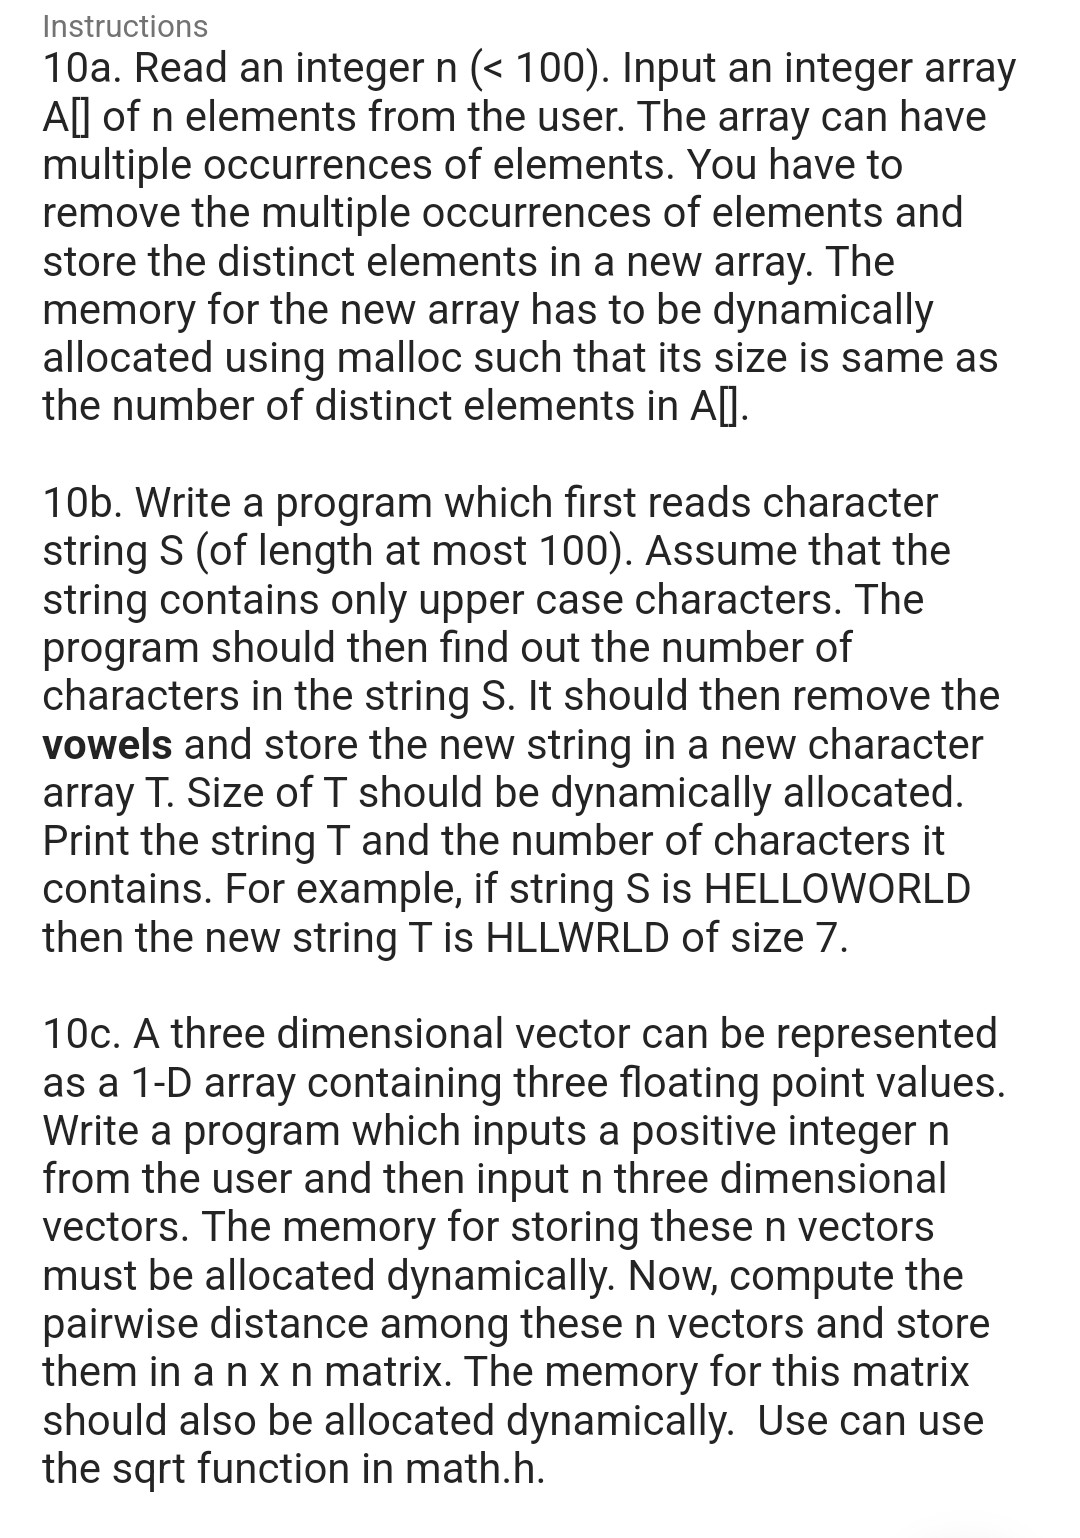 Instructions
10a. Read an integer n (< 100). Input an integer array
A[] of n elements from the user. The array can have
multiple occurrences of elements. You have to
remove the multiple occurrences of elements and
store the distinct elements in a new array. The
memory for the new array has to be dynamically
allocated using malloc such that its size is same as
the number of distinct elements in A[].

10b. Write a program which first reads character
string S (of length at most 100). Assume that the
string contains only upper case characters. The
program should then find out the number of
characters in the string S. It should then remove the
vowels and store the new string in a new character
array T. Size of T should be dynamically allocated.
Print the string T and the number of characters it
contains. For example, if string S is HELLOWORLD
then the new string T is HLLWRLD of size 7.

10c. A three dimensional vector can be represented
as a 1-D array containing three floating point values.
Write a program which inputs a positive integer n
from the user and then input n three dimensional
vectors. The memory for storing these n vectors
must be allocated dynamically. Now, compute the
pairwise distance among these n vectors and store
them in a n x n matrix. The memory for this matrix
should also be allocated dynamically.  Use can use
the sqrt function in math.h.